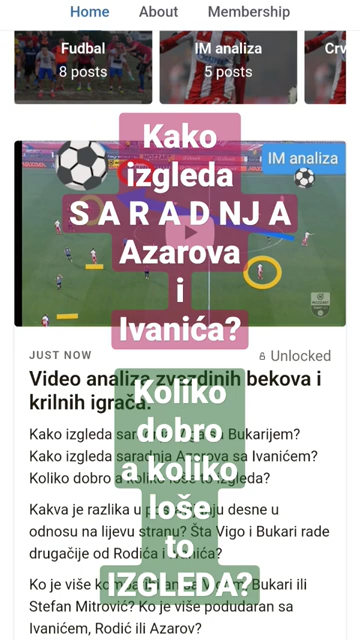 Home About Membership
Fudbal
8 posts
IM analiza
5 posts
Crv
IM analiza
Kako
izgleda
S A R A D NJ A
Azarova
i
Ivanića?
JUST NOW
Unlocked
Video analiza zvezdinih bekova i
krilnih igrača.
Koliko
dobro
a koliko
loše
to
IZGLEDA?
Kako izgleda Bukarijem?
Kako izgleda saradnja Azarova sa Ivanićem?
Koliko dobro a koliko loše to izgleda?
Kakva je razlika u desne u
odnosu na lijevu stranu? Šta Vigo i Bukari rade
drugačije od Rodića i
Ko je više Bukari ili
Stefan Mitrović? Ko je više podudaran sa
Ivanićem, Rodić ili Azarov?